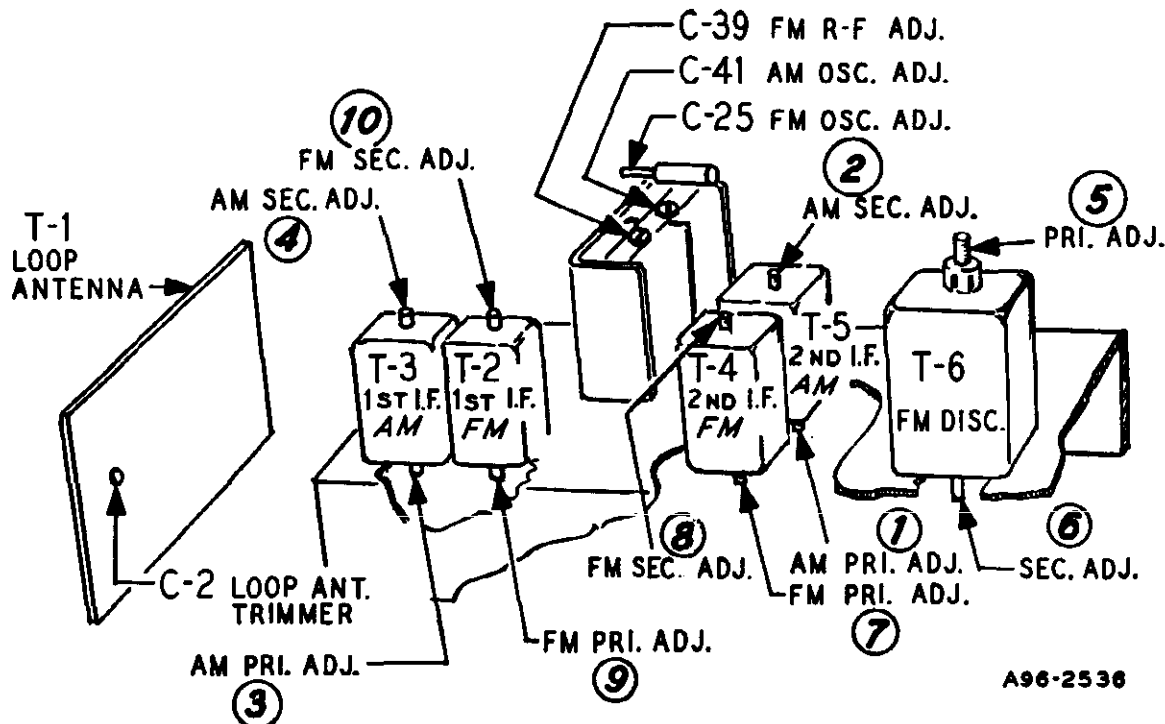 C-39 FM R-F ADJ.
C-41 AM OSC. ADJ.
C-25 FM OSC. ADJ.
10
FM SEC. ADJ.
AM SEC. ADJ.
4
2
AM SEC. ADJ.
5
PRI. ADJ.
T-1
LOOP
ANTENNA
T-3
1ST I.F.
AM
T-2
1ST I.F.
FM
T-4
2ND I.F.
FM
T-5
2ND I.F.
AM
T-6
FM DISC.
C-2 LOOP ANT.
TRIMMER
8
FM SEC. ADJ.
1
AM PRI. ADJ.
FM PRI. ADJ.
7
6
SEC. ADJ.
AM PRI. ADJ.
3
FM PRI. ADJ.
9
A96-2536